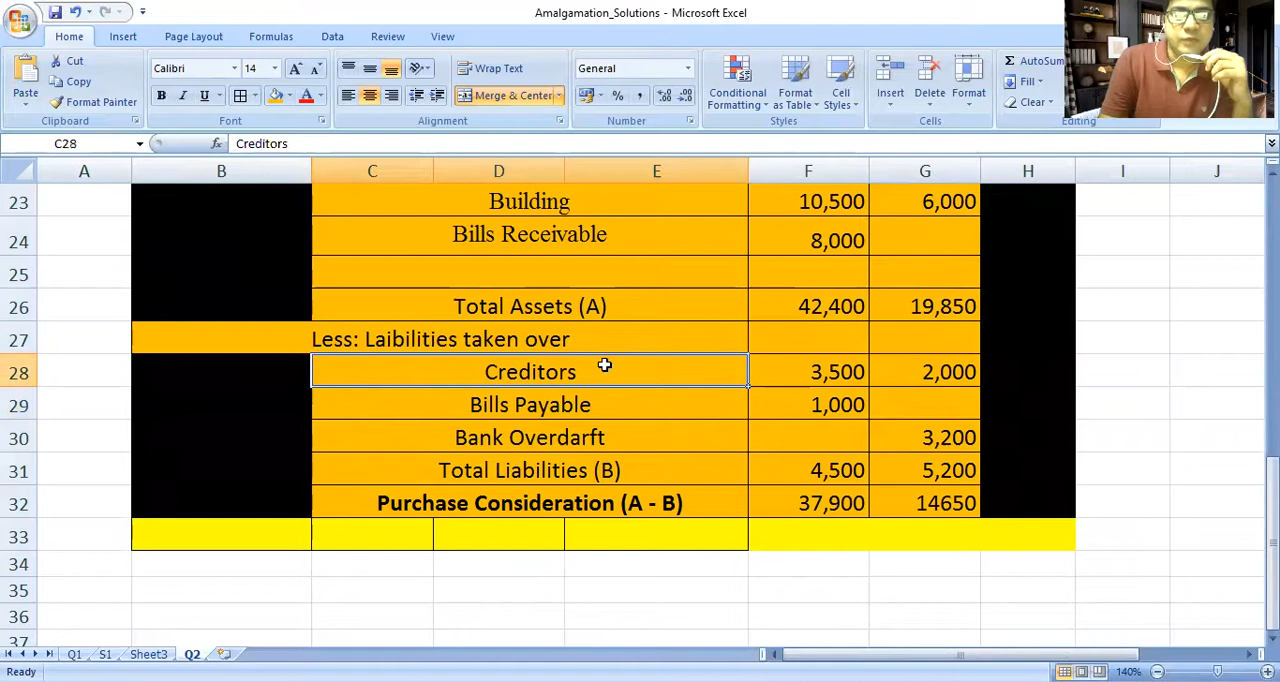 Amalgamation_Solutions - Microsoft Excel
Home Insert Page Layout Formulas Data Review View
Cut
Copy
Format Painter
Paste
Clipboard
Calibri 14
A A
B I U A
Font
Wrap Text
Merge & Center
Alignment
General
% ,
Number
Conditional Formatting
Format as Table
Cell Styles
Styles
Insert Delete Format
Cells
AutoSum
Fill
Clear
Editing
C28 fx Creditors
A B C D E F G H I J
23 Building 10,500 6,000
24 Bills Receivable 8,000
25
26 Total Assets (A) 42,400 19,850
27 Less: Laibilities taken over
28 Creditors 3,500 2,000
29 Bills Payable 1,000
30 Bank Overdarft 3,200
31 Total Liabilities (B) 4,500 5,200
32 Purchase Consideration (A - B) 37,900 14650
33
34
35
36
37
Q1 S1 Sheet3 Q2
Ready 140%